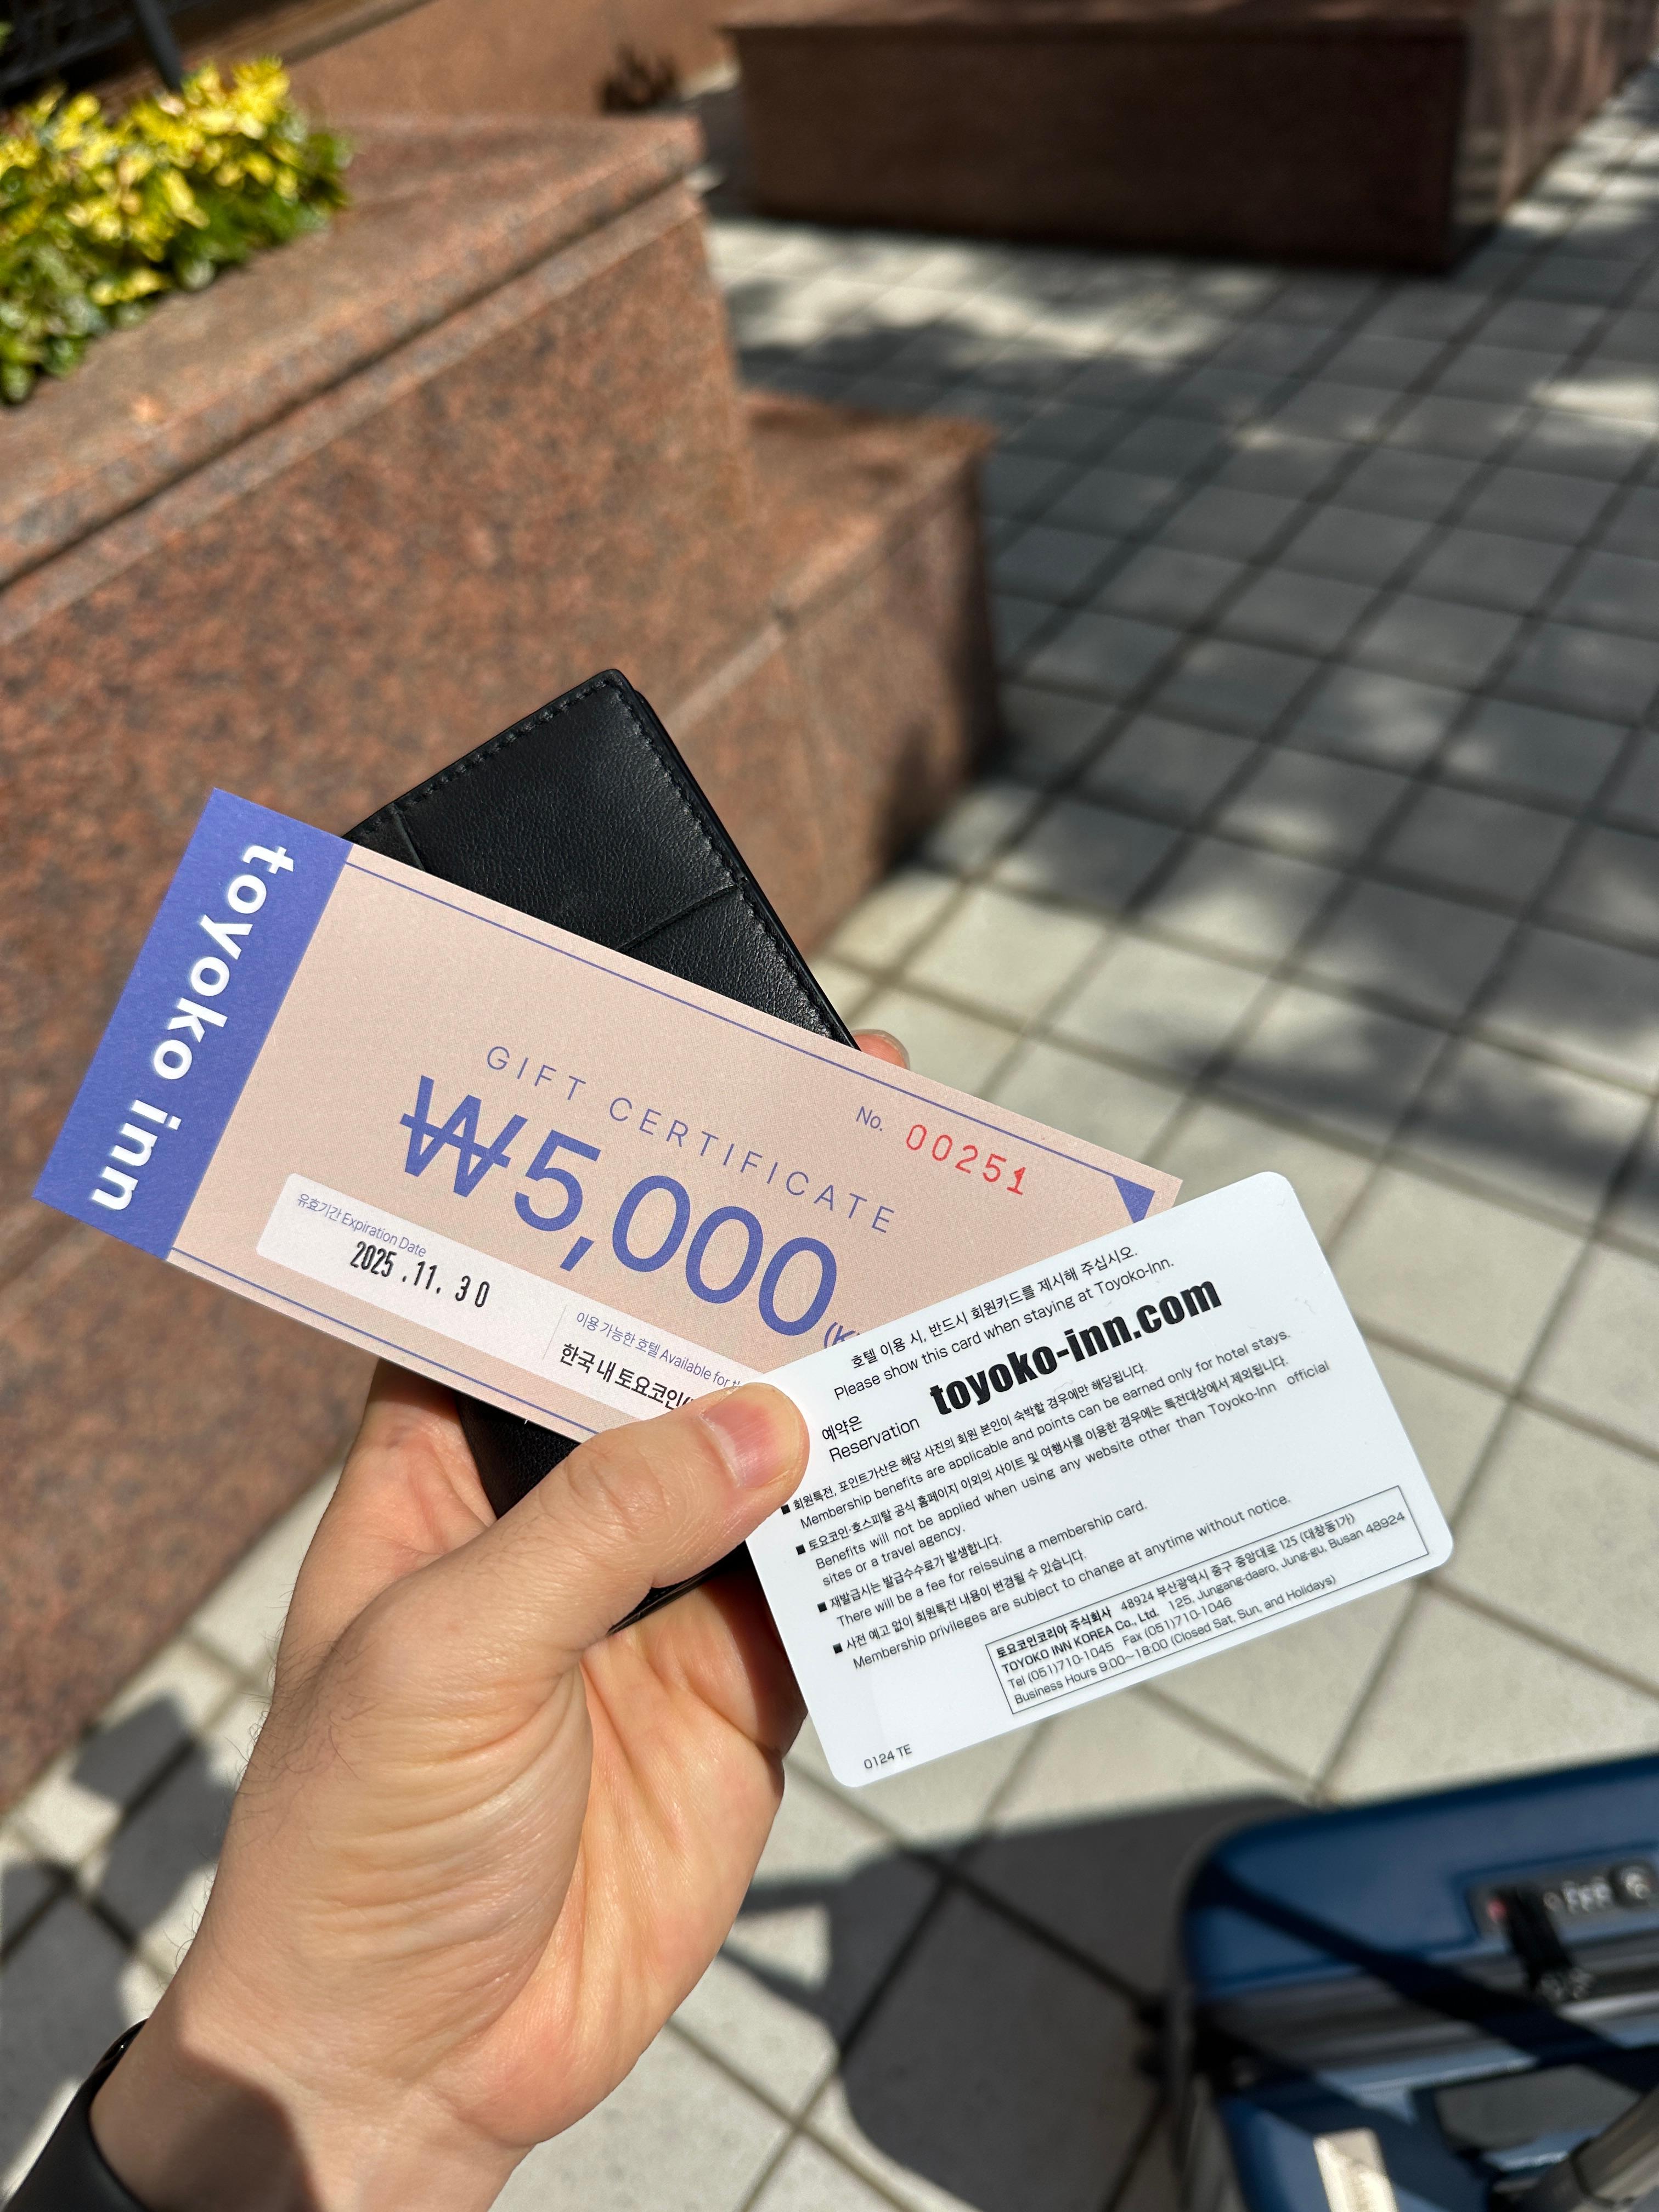 toyoko inn
GIFT CERTIFICATE
No. 00251
₩5,000
유효기간 Expiration Date
2025.11.30
이용 가능한 호텔 Available for
한국 내 토요코인
호텔 이용 시, 반드시 회원카드를 제시해 주십시오.
Please show this card when staying at Toyoko-Inn.
예약은
Reservation toyoko-inn.com
■ 회원특전, 포인트가산은 해당 사진의 회원 본인이 숙박할 경우에만 해당됩니다.
Membership benefits are applicable and points can be earned only for hotel stays.
■ 토요코인·호스피탈 공식 홈페이지 이외의 사이트 및 여행사를 이용한 경우에는 특전대상에서 제외됩니다.
Benefits will not be applied when using any website other than Toyoko-Inn official
sites or a travel agency.
■ 재발급시는 발급수수료가 발생합니다.
There will be a fee for reissuing a membership card.
■ 사전 예고 없이 회원특전 내용이 변경될 수 있습니다.
Membership privileges are subject to change at anytime without notice.
토요코인코리아 주식회사 48924 부산광역시 중구 중앙대로 125 (대창동1가)
TOYOKO INN KOREA Co., Ltd. 125, Jungang-daero, Jung-gu, Busan 48924
Tel (051)710-1045 Fax (051)710-1046
Business Hours 9:00~18:00 (Closed Sat, Sun, and Holidays)
0124 TE